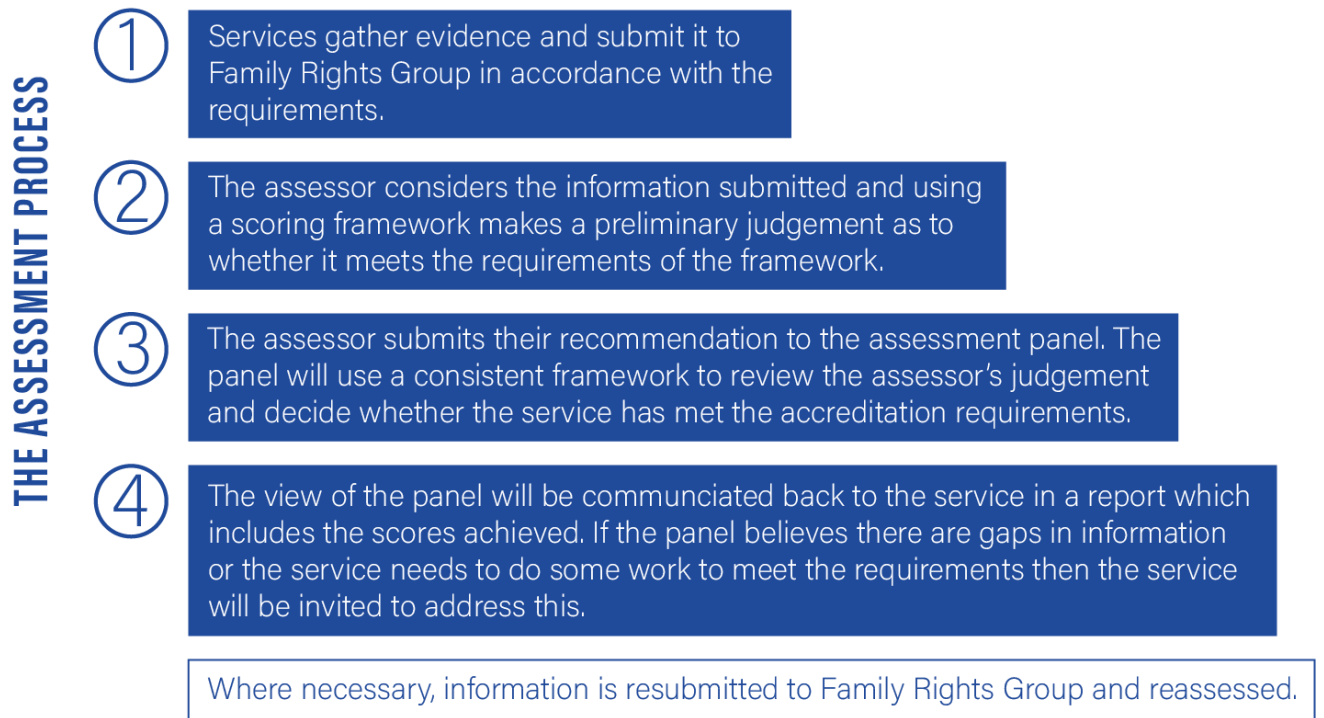 THE ASSESSMENT PROCESS
1
Services gather evidence and submit it to
Family Rights Group in accordance with the
requirements.
2
The assessor considers the information submitted and using
a scoring framework makes a preliminary judgement as to
whether it meets the requirements of the framework.
3
The assessor submits their recommendation to the assessment panel. The
panel will use a consistent framework to review the assessor’s judgement
and decide whether the service has met the accreditation requirements.
4
The view of the panel will be communciated back to the service in a report which
includes the scores achieved. If the panel believes there are gaps in information
or the service needs to do some work to meet the requirements then the service
will be invited to address this.
Where necessary, information is resubmitted to Family Rights Group and reassessed.